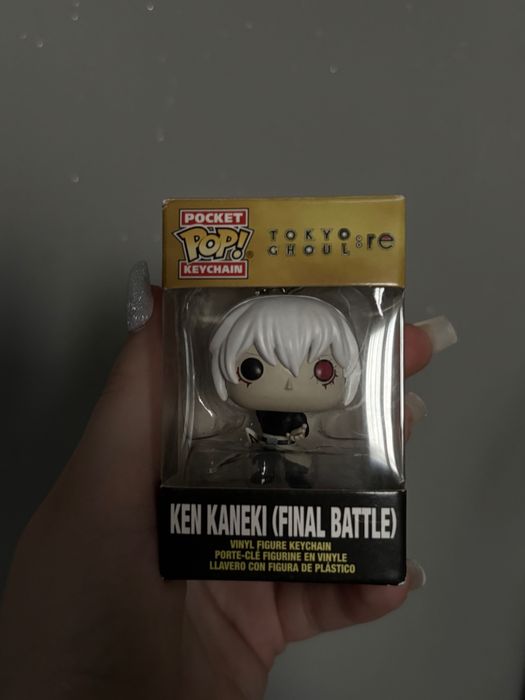 POCKET
POP!®
KEYCHAIN
TOKYO
GHOUL:re
KEN KANEKI (FINAL BATTLE)
VINYL FIGURE KEYCHAIN
PORTE-CLÉ FIGURINE EN VINYLE
LLAVERO CON FIGURA DE PLÁSTICO